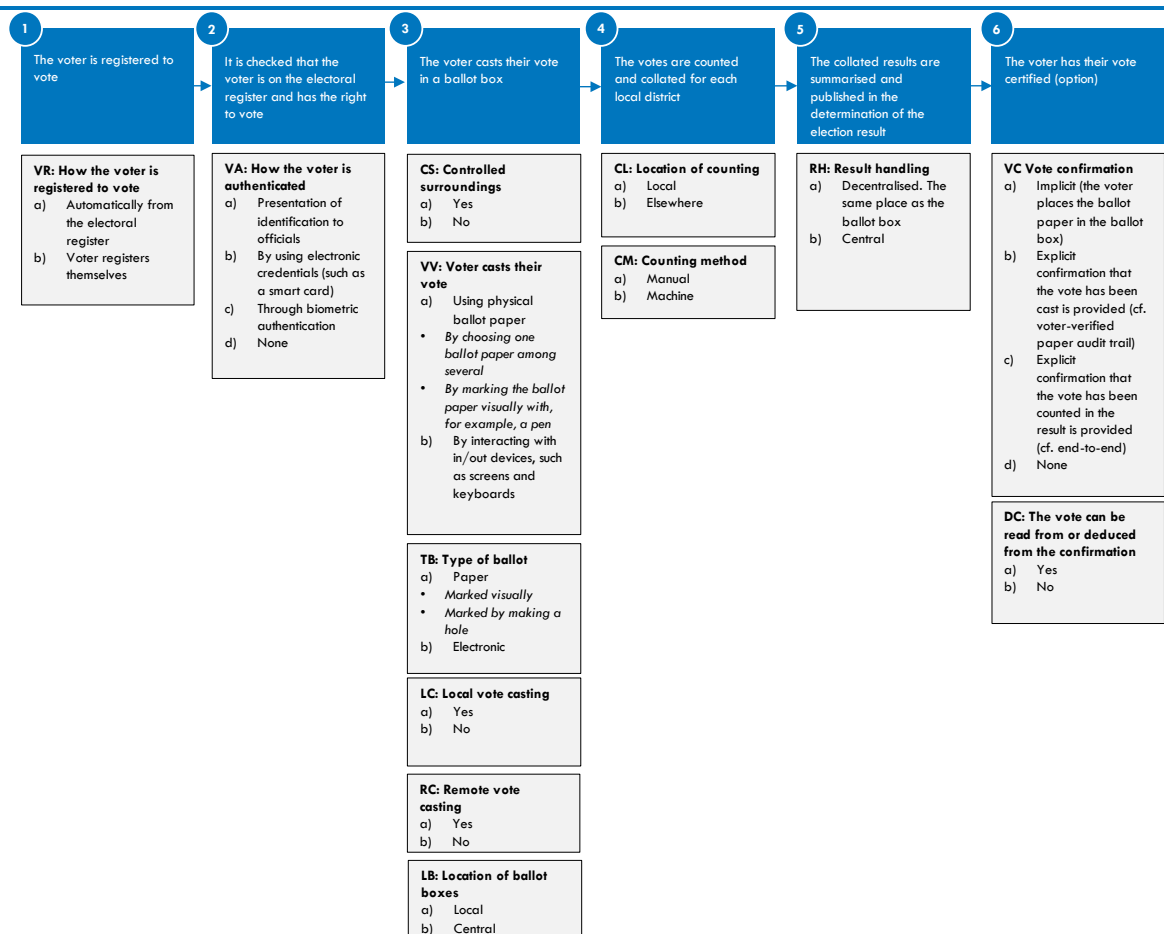 1
The voter is registered to
vote
2
It is checked that the
voter is on the electoral
register and has the right
to vote
3
The voter casts their vote
in a ballot box
4
The votes are counted
and collated for each
local district
5
The collated results are
summarised and
published in the
determination of the
election result
6
The voter has their vote
certified (option)
VR: How the voter is
registered to vote
a) Automatically from
the electoral
register
b) Voter registers
themselves
VA: How the voter is
authenticated
a) Presentation of
identification to
officials
b) By using electronic
credentials (such as
a smart card)
c) Through biometric
authentication
d) None
CS: Controlled
surroundings
a) Yes
b) No
VV: Voter casts their
vote
a) Using physical
ballot paper
• By choosing one
ballot paper among
several
• By marking the ballot
paper visually with,
for example, a pen
b) By interacting with
in/out devices, such
as screens and
keyboards
TB: Type of ballot
a) Paper
• Marked visually
• Marked by making a
hole
b) Electronic
LC: Local vote casting
a) Yes
b) No
RC: Remote vote
casting
a) Yes
b) No
LB: Location of ballot
boxes
a) Local
b) Central
CL: Location of counting
a) Local
b) Elsewhere
CM: Counting method
a) Manual
b) Machine
RH: Result handling
a) Decentralised. The
same place as the
ballot box
b) Central
VC Vote confirmation
a) Implicit (the voter
places the ballot
paper in the ballot
box)
b) Explicit
confirmation that
the vote has been
cast is provided (cf.
voter-verified
paper audit trail)
c) Explicit
confirmation that
the vote has been
counted in the
result is provided
(cf. end-to-end)
d) None
DC: The vote can be
read from or deduced
from the confirmation
a) Yes
b) No